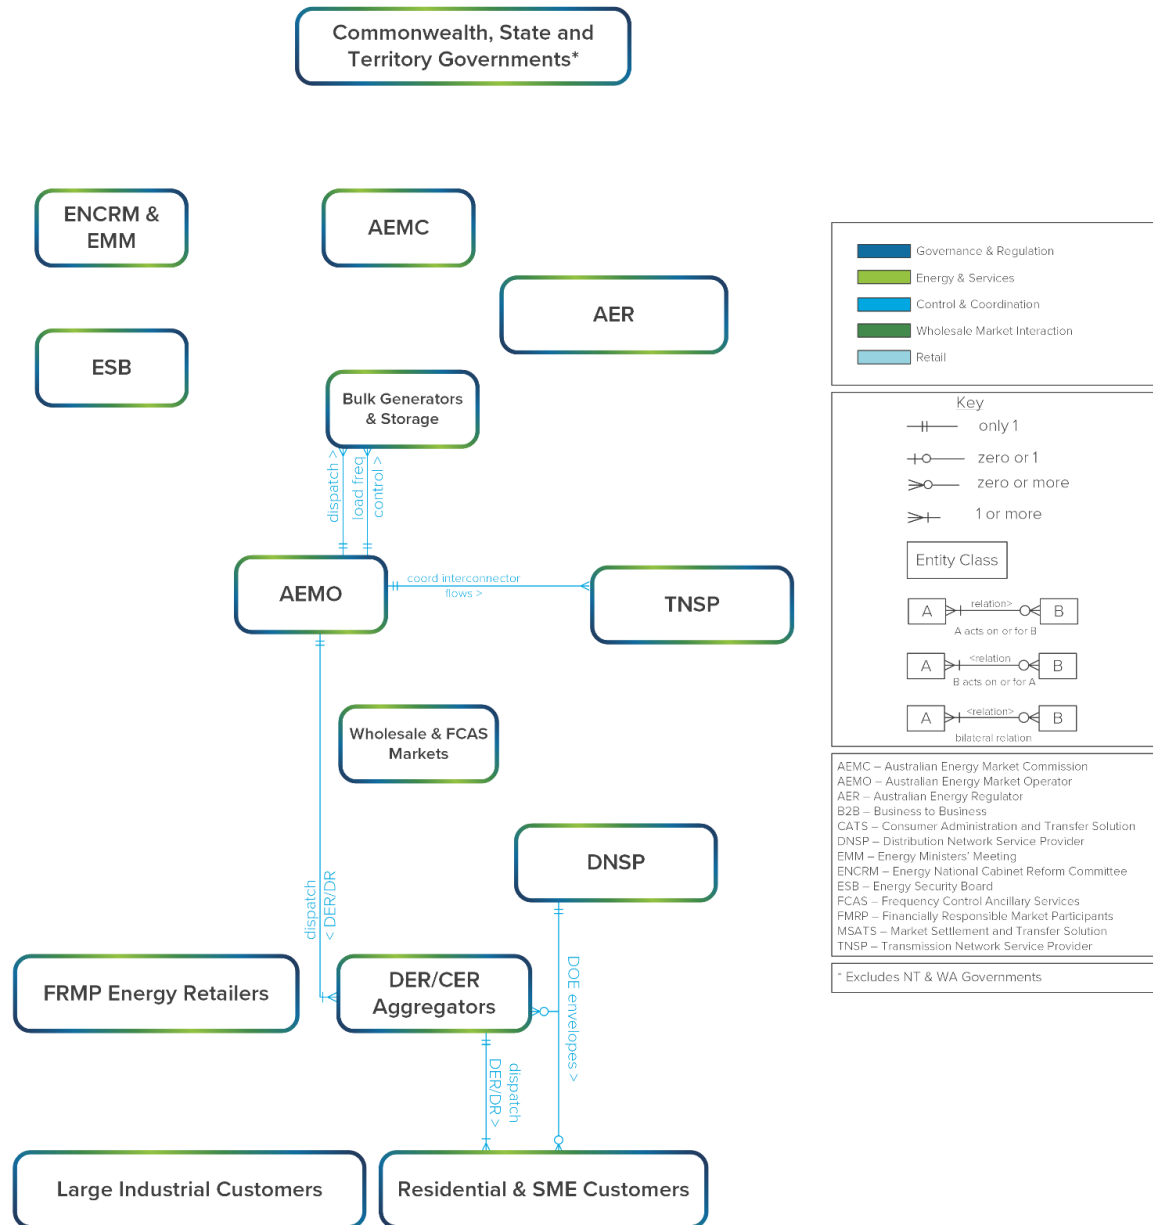 Commonwealth, State and
Territory Governments*
ENCRM &
EMM
AEMC
AER
ESB
Bulk Generators
& Storage
dispatch >
load freq
control >
AEMO
coord interconnector
flows >
TNSP
Wholesale & FCAS
Markets
DNSP
dispatch
< DER/DR
DOE envelopes >
FRMP Energy Retailers
DER/CER
Aggregators
dispatch
DER/DR >
Large Industrial Customers
Residential & SME Customers
Governance & Regulation
Energy & Services
Control & Coordination
Wholesale Market Interaction
Retail
Key
only 1
zero or 1
zero or more
1 or more
Entity Class
A relation> B
A acts on or for B
A <relation B
B acts on or for A
A <relation> B
bilateral relation
AEMC – Australian Energy Market Commission
AEMO – Australian Energy Market Operator
AER – Australian Energy Regulator
B2B – Business to Business
CATS – Consumer Administration and Transfer Solution
DNSP – Distribution Network Service Provider
EMM – Energy Ministers' Meeting
ENCRM – Energy National Cabinet Reform Committee
ESB – Energy Security Board
FCAS – Frequency Control Ancillary Services
FMRP – Financially Responsible Market Participants
MSATS – Market Settlement and Transfer Solution
TNSP – Transmission Network Service Provider
* Excludes NT & WA Governments